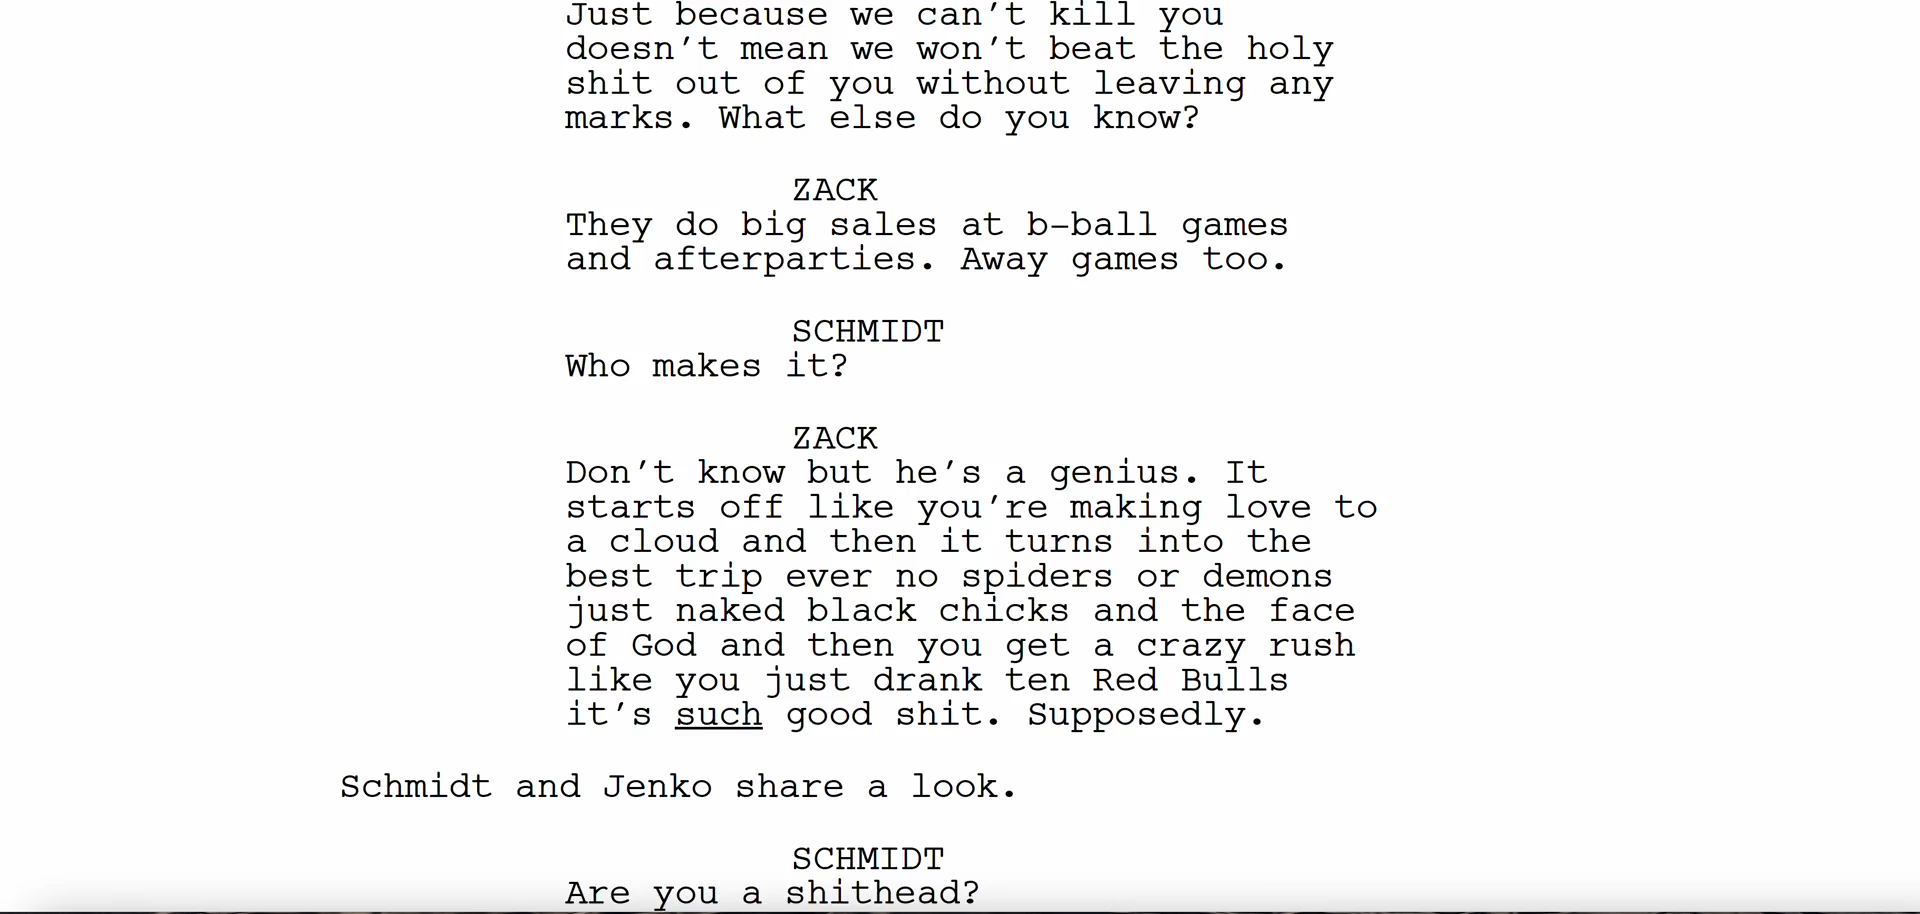 Just because we can't kill you
doesn't mean we won't beat the holy
shit out of you without leaving any
marks. What else do you know?
ZACK
They do big sales at b-ball games
and afterparties. Away games too.
SCHMIDT
Who makes it?
ZACK
Don't know but he's a genius. It
starts off like you're making love to
a cloud and then it turns into the
best trip ever no spiders or demons
just naked black chicks and the face
of God and then you get a crazy rush
like you just drank ten Red Bulls
it's such good shit. Supposedly.
Schmidt and Jenko share a look.
SCHMIDT
Are you a shithead?